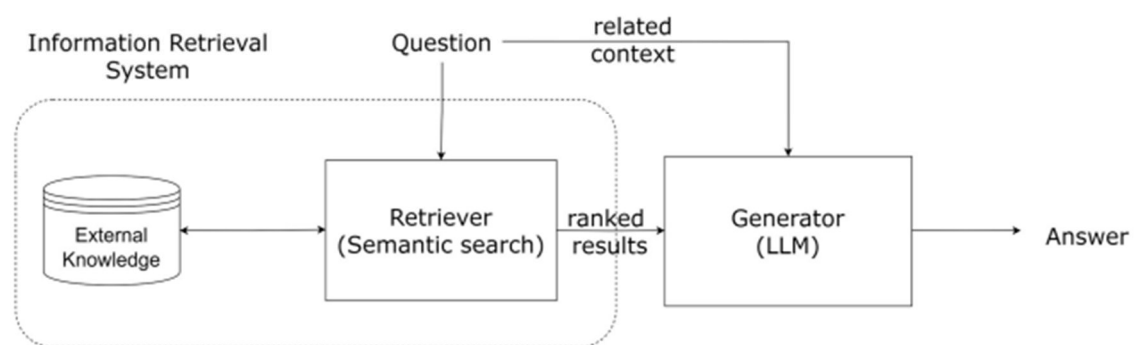 Information Retrieval
System
Question
related
context
External
Knowledge
Retriever
(Semantic search)
ranked
results
Generator
(LLM)
Answer